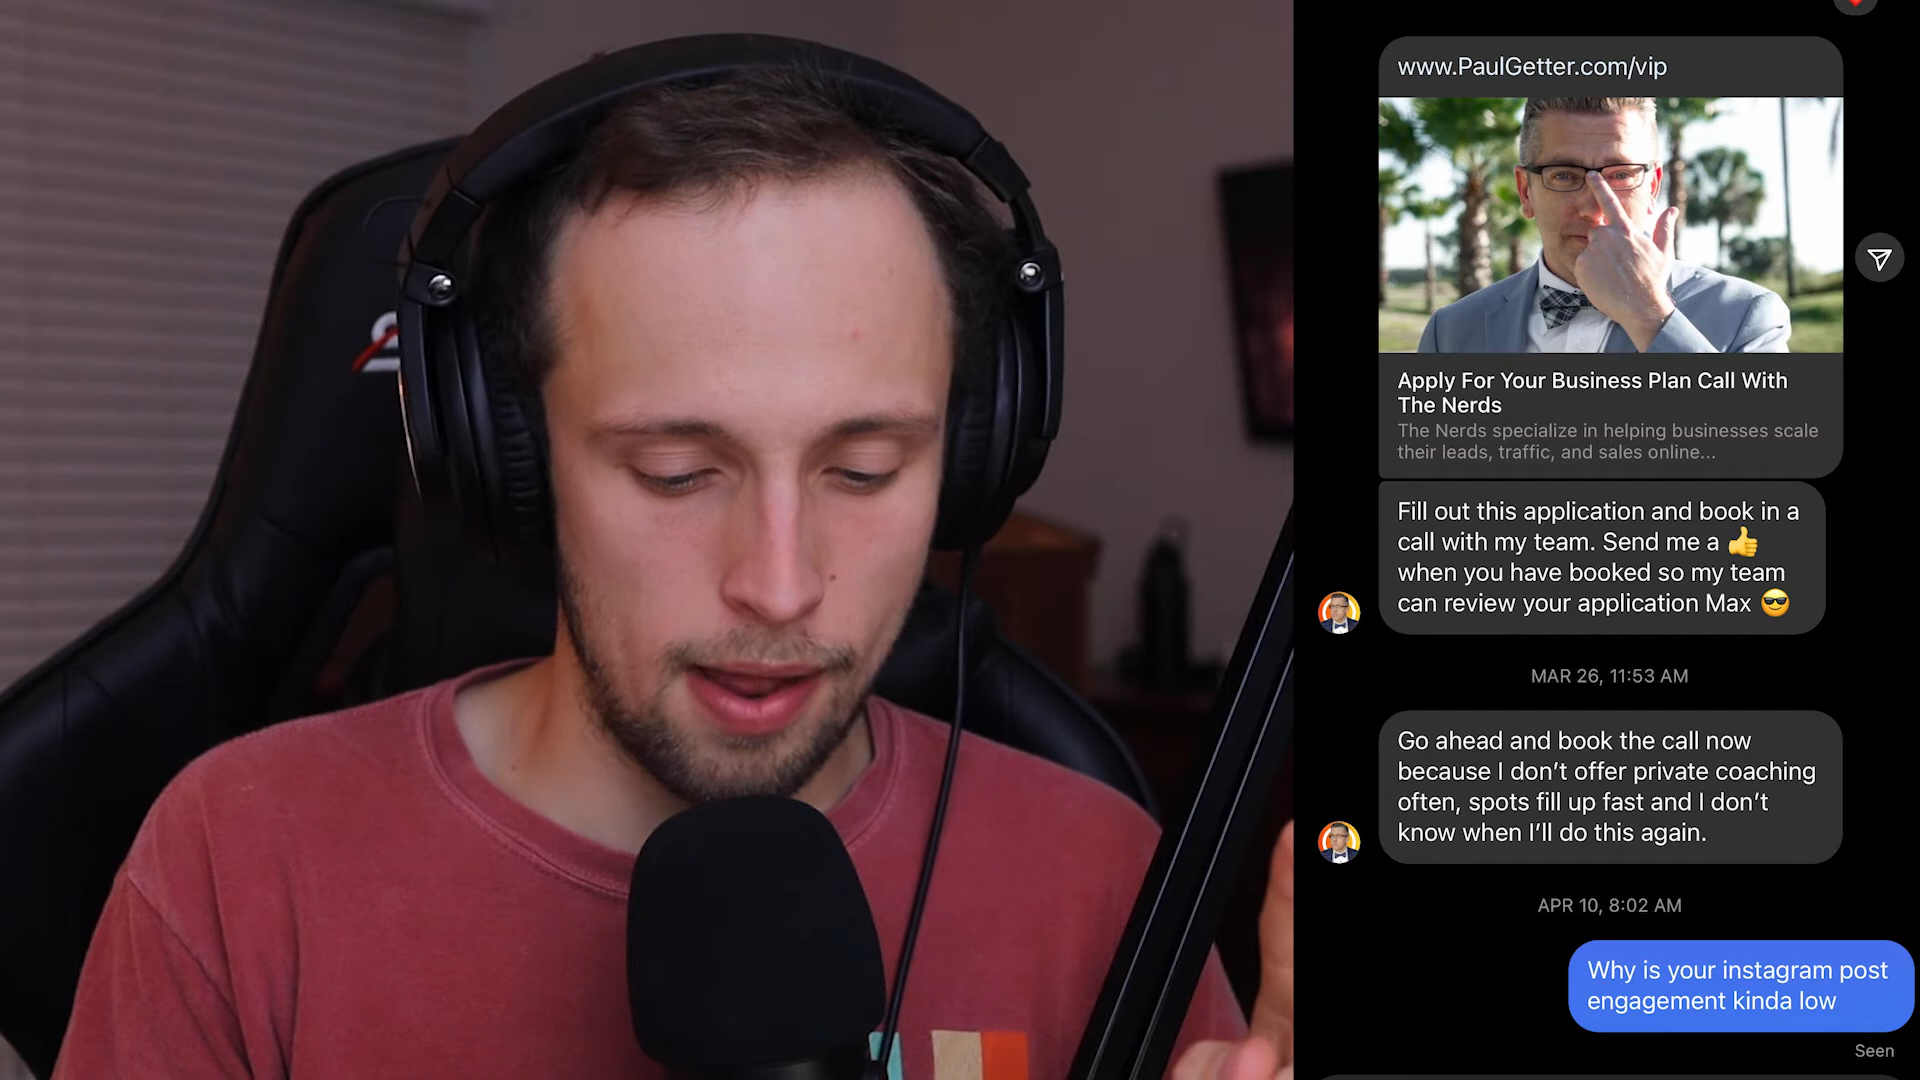 www.PaulGetter.com/vip
Apply For Your Business Plan Call With
The Nerds
The Nerds specialize in helping businesses scale
their leads, traffic, and sales online...
Fill out this application and book in a
call with my team. Send me a 👍
when you have booked so my team
can review your application Max 😎
MAR 26, 11:53 AM
Go ahead and book the call now
because I don’t offer private coaching
often, spots fill up fast and I don’t
know when I’ll do this again.
APR 10, 8:02 AM
Why is your instagram post
engagement kinda low
Seen